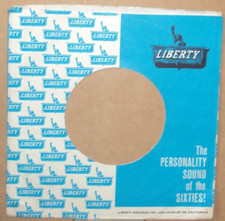 LIBERTY
The
PERSONALITY
SOUND
of the
SIXTIES!
LIBERTY RECORDS INC., LOS ANGELES 28, CALIFORNIA